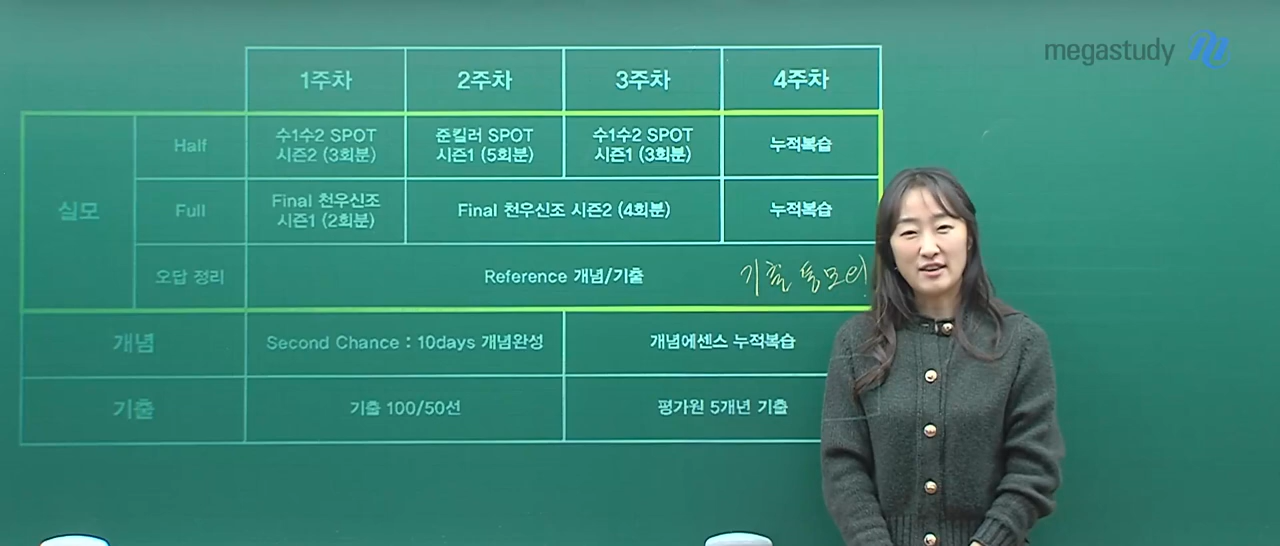 megastudy
1주차 2주차 3주차 4주차
실모
Half
수1수2 SPOT
시즌2 (3회분)
준킬러 SPOT
시즌1 (5회분)
수1수2 SPOT
시즌1 (3회분)
누적복습
Full
Final 천우신조
시즌1 (2회분)
Final 천우신조 시즌2 (4회분)
누적복습
오답 정리
Reference 개념/기출
기출 통모의
개념
Second Chance : 10days 개념완성
개념에센스 누적복습
기출
기출 100/50선
평가원 5개년 기출